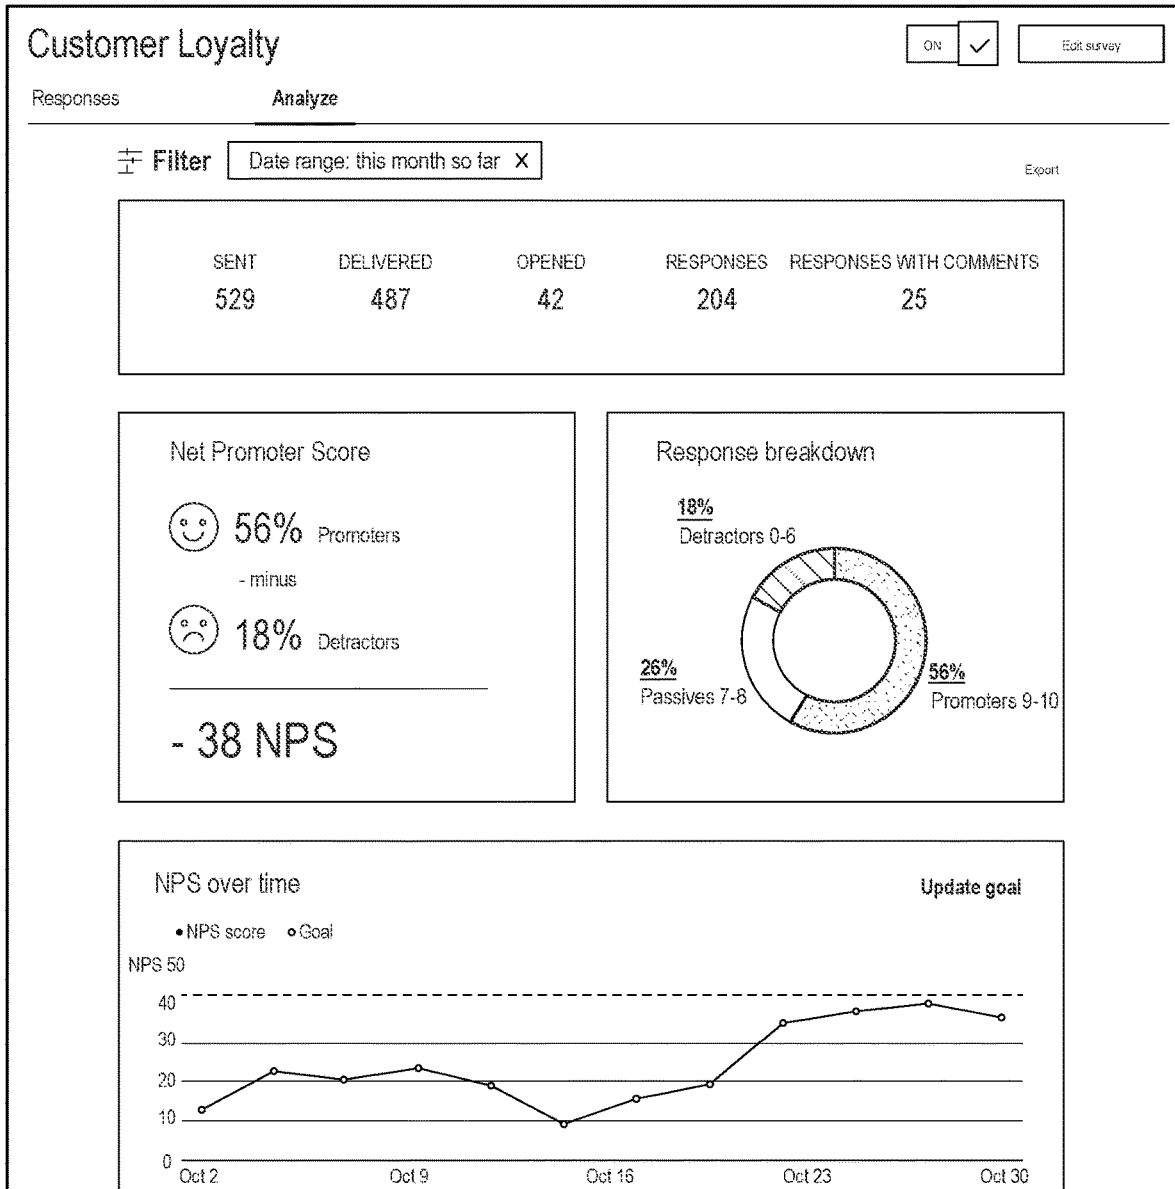 Customer Loyalty
ON
Edit survey
Responses
Analyze
Filter
Date range: this month so far X
Export
SENT DELIVERED OPENED RESPONSES RESPONSES WITH COMMENTS
529 487 42 204 25
Net Promoter Score
56% Promoters
- minus
18% Detractors
- 38 NPS
Response breakdown
18%
Detractors 0-6
26%
Passives 7-8
56%
Promoters 9-10
NPS over time
Update goal
NPS score Goal
NPS 50
40
30
20
10
0
Oct 2 Oct 9 Oct 16 Oct 23 Oct 30